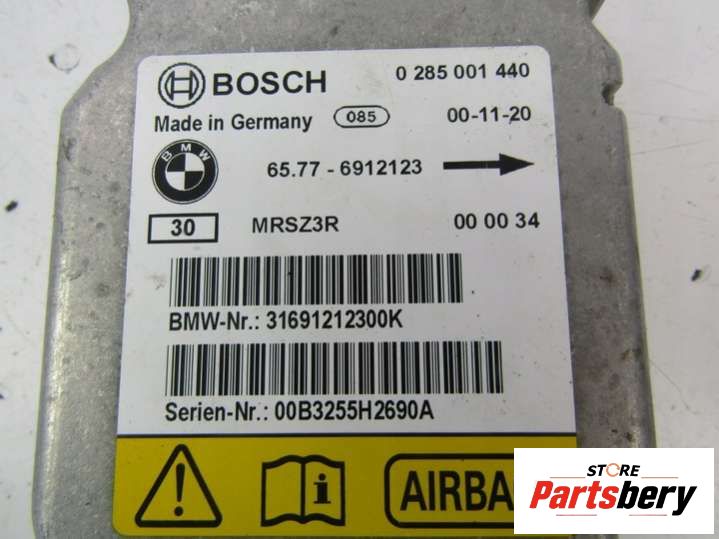 BOSCH 0 285 001 440
Made in Germany 085 00-11-20
BMW
65.77 - 6912123
30 MRSZ3R 00 00 34
BMW-Nr.: 31691212300K
Serien-Nr.: 00B3255H2690A
AIRBA
STORE
Partsbery